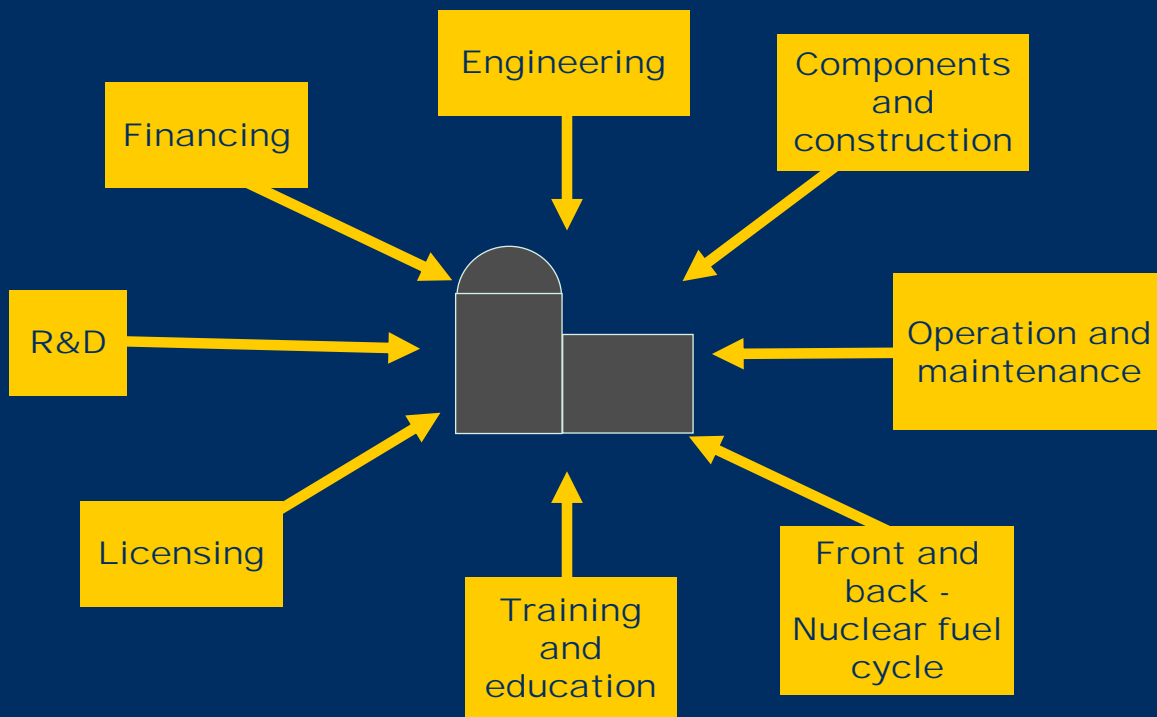 Engineering
Components
and
construction
Financing
R&D
Operation and
maintenance
Licensing
Front and
back -
Nuclear fuel
cycle
Training
and
education